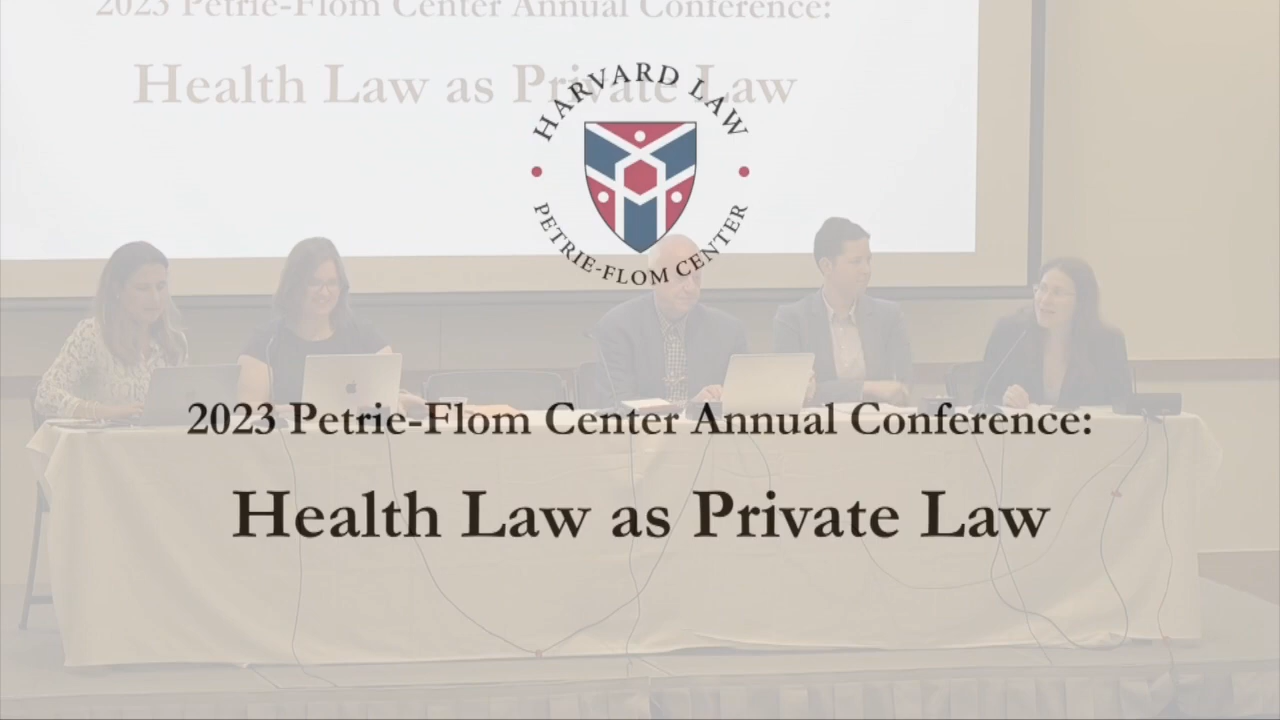 2023 Petrie-Flom Center Annual Conference:
Health Law as Private Law
HARVARD LAW
PETRIE-FLOM CENTER
2023 Petrie-Flom Center Annual Conference:
Health Law as Private Law